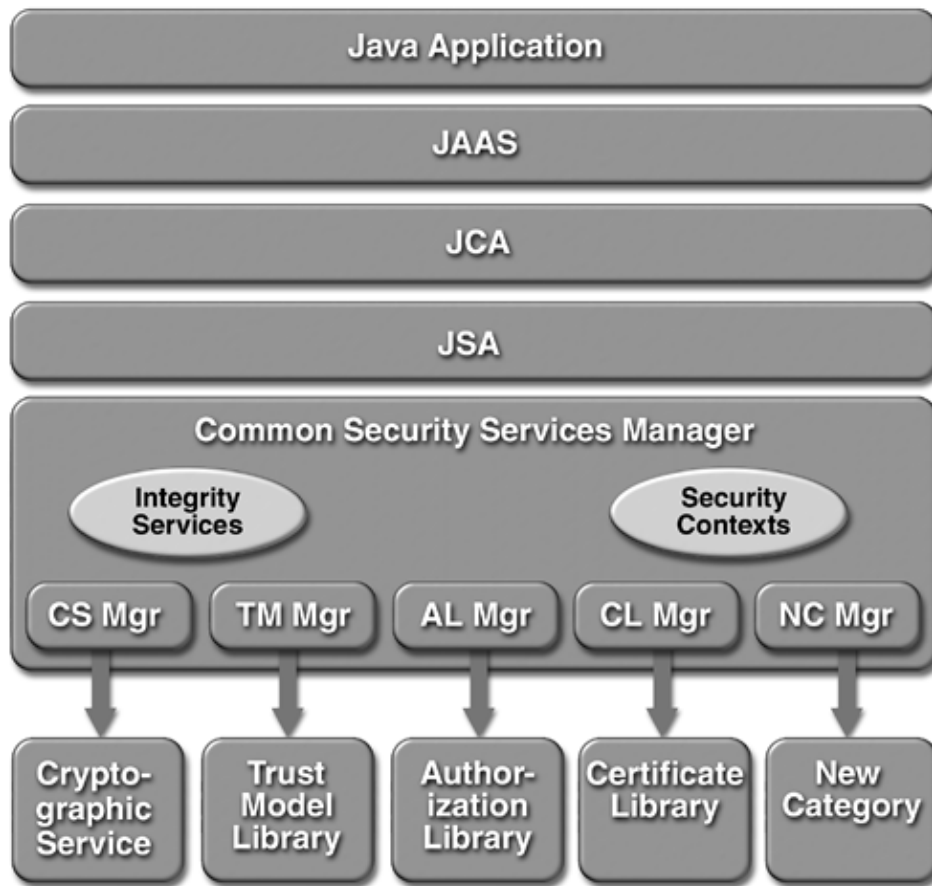 Java Application
JAAS
JCA
JSA
Common Security Services Manager
Integrity
Services
Security
Contexts
CS Mgr
TM Mgr
AL Mgr
CL Mgr
NC Mgr
Crypto-
graphic
Service
Trust
Model
Library
Author-
ization
Library
Certificate
Library
New
Category